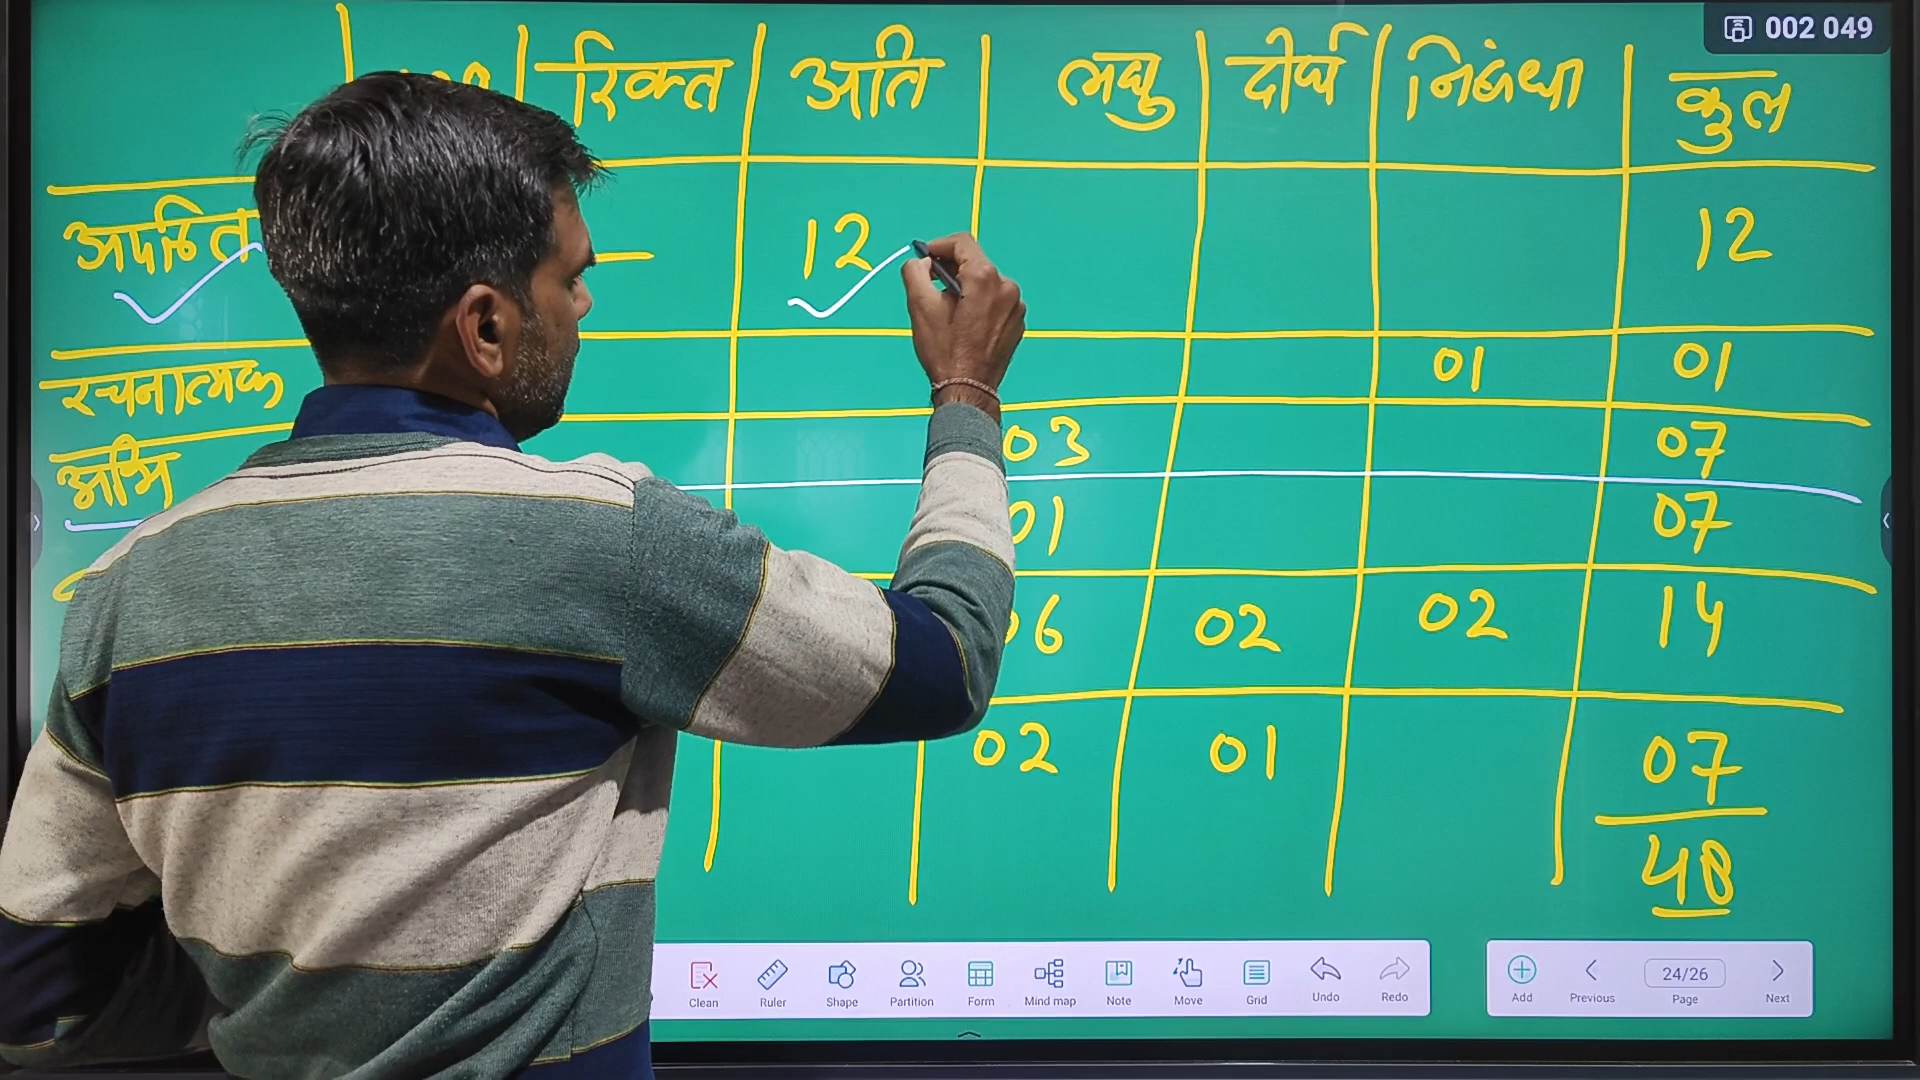 002 049
रिक्त अति लघु दीर्घ निबंधा कुल
अपठित — 12 12
रचनात्मक 01 01
अभि 03 07
01 07
06 02 02 14
02 01 07
48
Clean Ruler Shape Partition Form Mind map Note Move Grid Undo Redo
Add Previous 24/26 Page Next